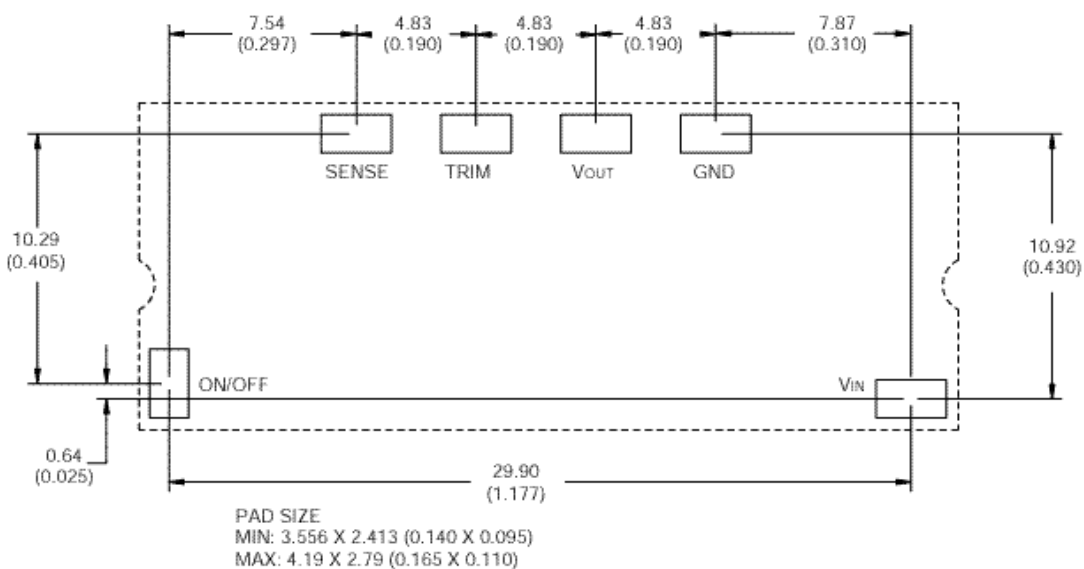 7.54
(0.297)
4.83
(0.190)
4.83
(0.190)
4.83
(0.190)
7.87
(0.310)
SENSE
TRIM
VOUT
GND
10.29
(0.405)
10.92
(0.430)
ON/OFF
VIN
0.64
(0.025)
29.90
(1.177)
PAD SIZE
MIN: 3.556 X 2.413 (0.140 X 0.095)
MAX: 4.19 X 2.79 (0.165 X 0.110)